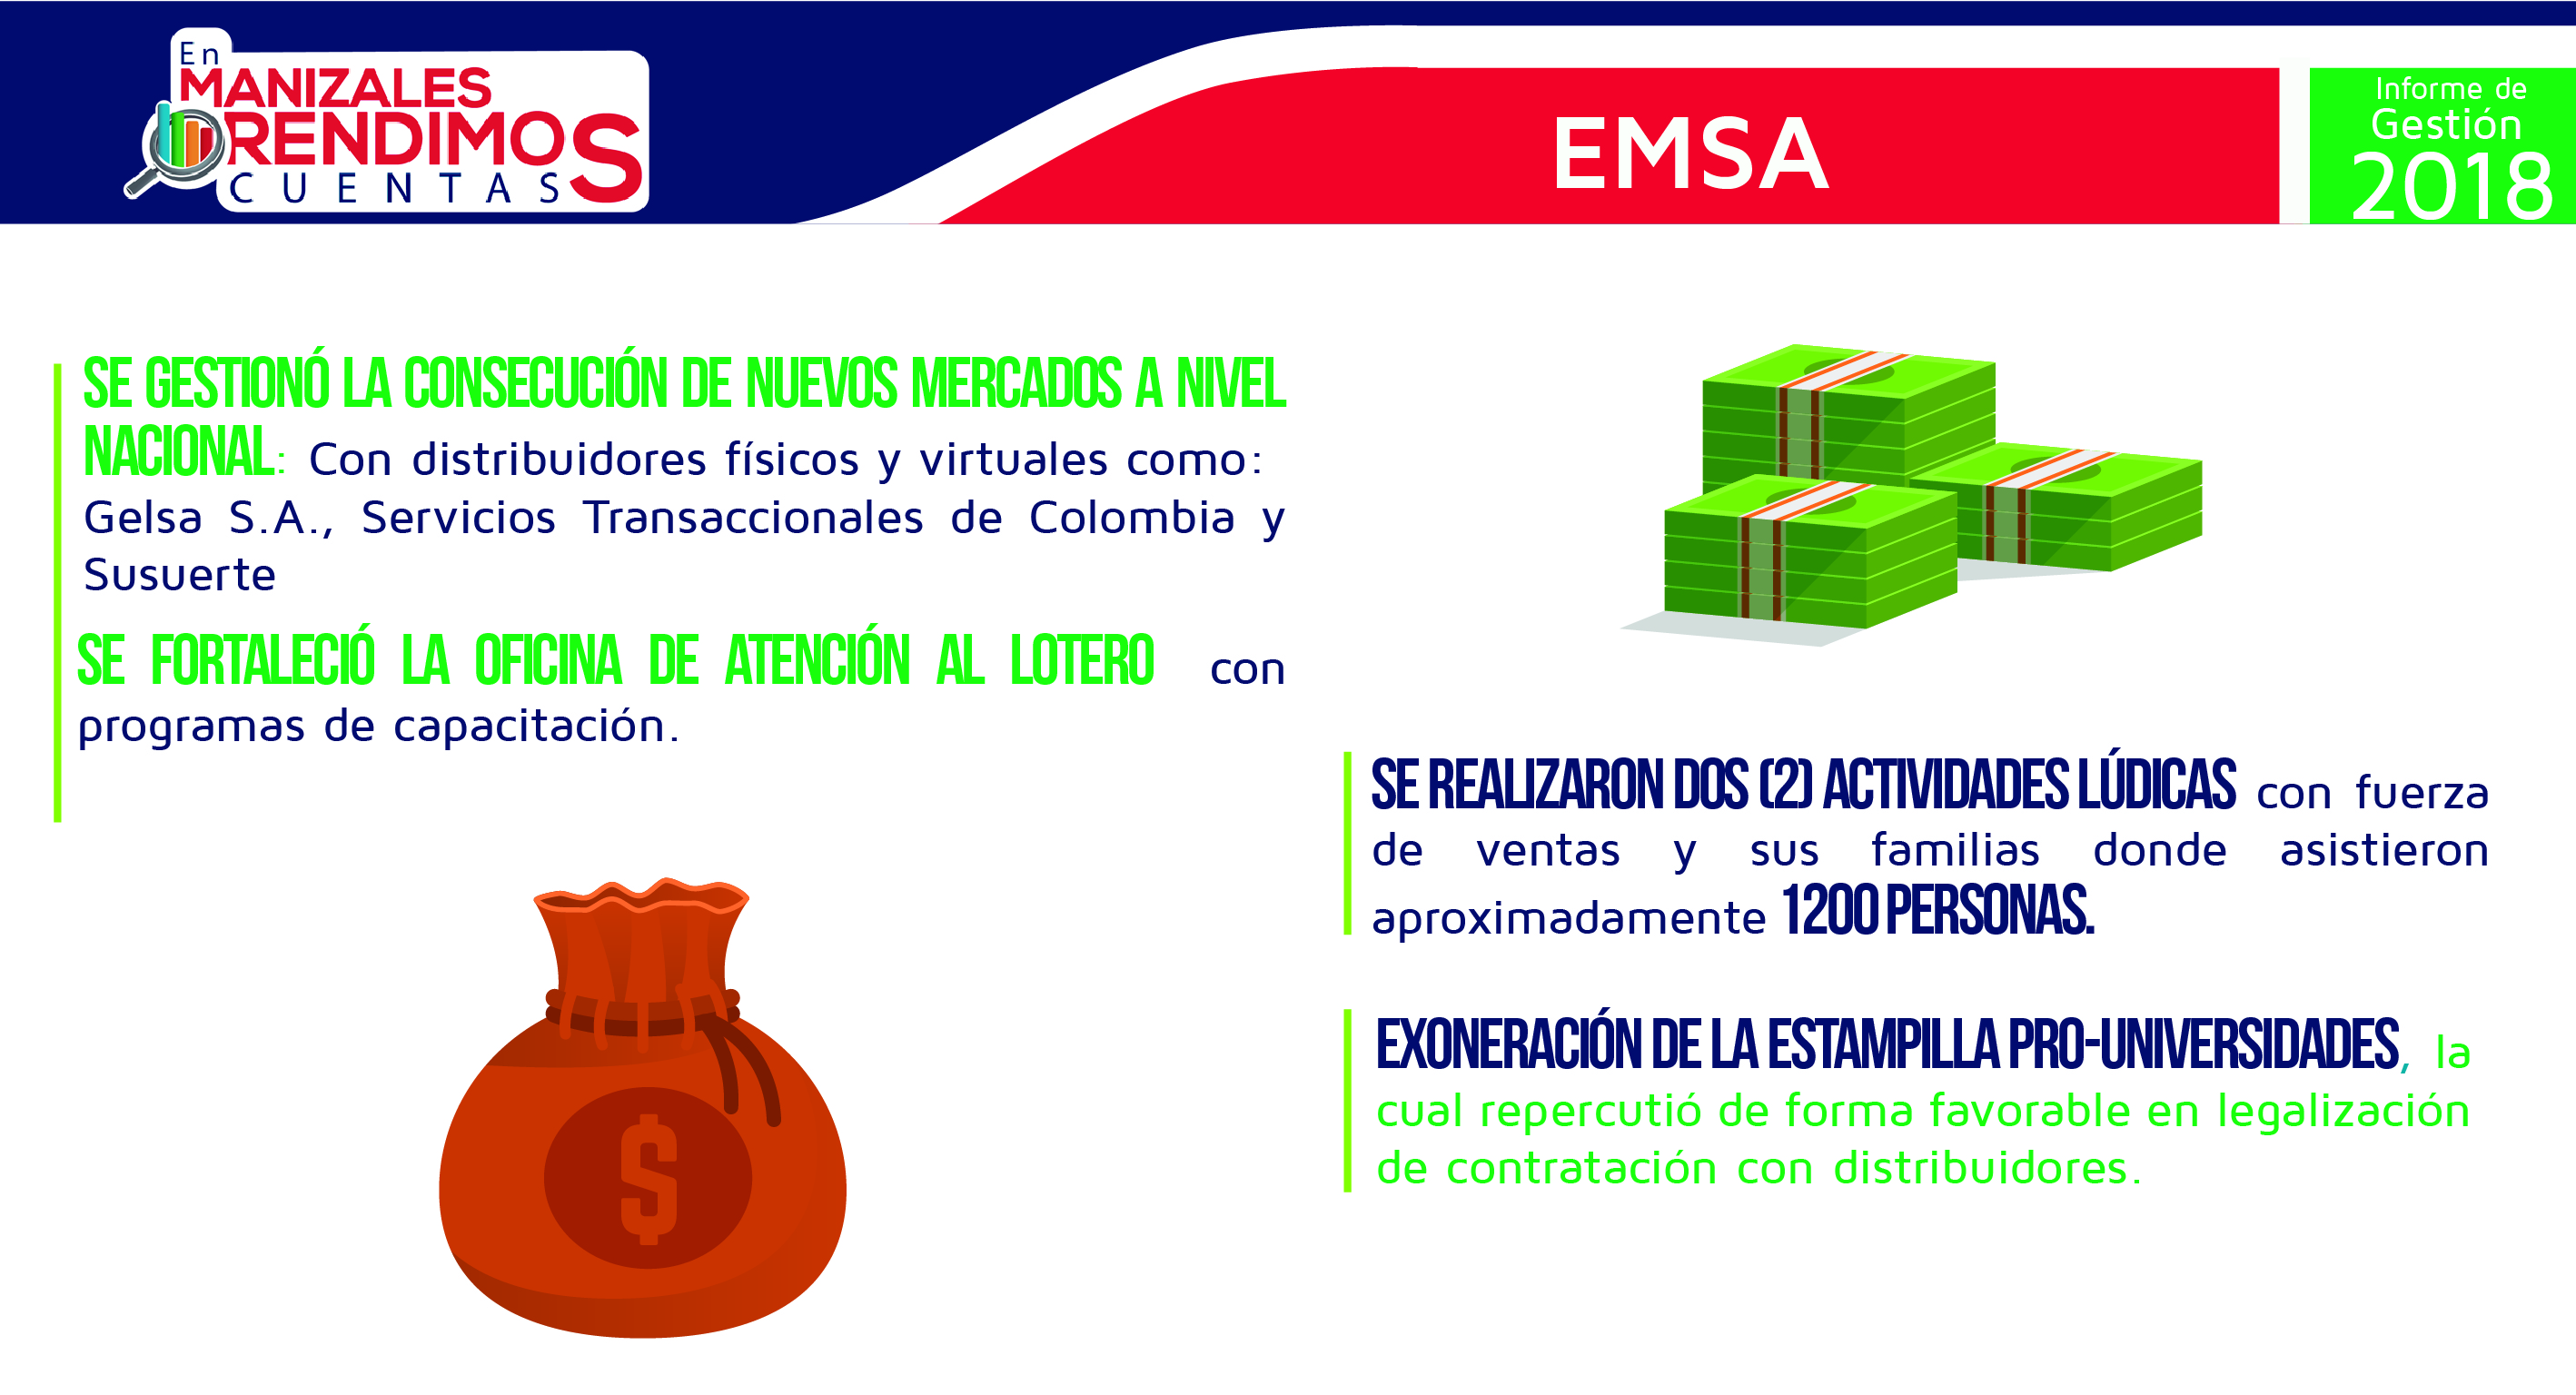 En
MANIZALES
RENDIMOS
CUENTAS
EMSA
Informe de
Gestión
2018
SE GESTIONÓ LA CONSECUCIÓN DE NUEVOS MERCADOS A NIVEL
NACIONAL: Con distribuidores físicos y virtuales como:
Gelsa S.A., Servicios Transaccionales de Colombia y
Susuerte
SE FORTALECIÓ LA OFICINA DE ATENCIÓN AL LOTERO con
programas de capacitación.
$
SE REALIZARON DOS (2) ACTIVIDADES LÚDICAS con fuerza
de ventas y sus familias donde asistieron
aproximadamente 1200 PERSONAS.
EXONERACIÓN DE LA ESTAMPILLA PRO-UNIVERSIDADES, la
cual repercutió de forma favorable en legalización
de contratación con distribuidores.